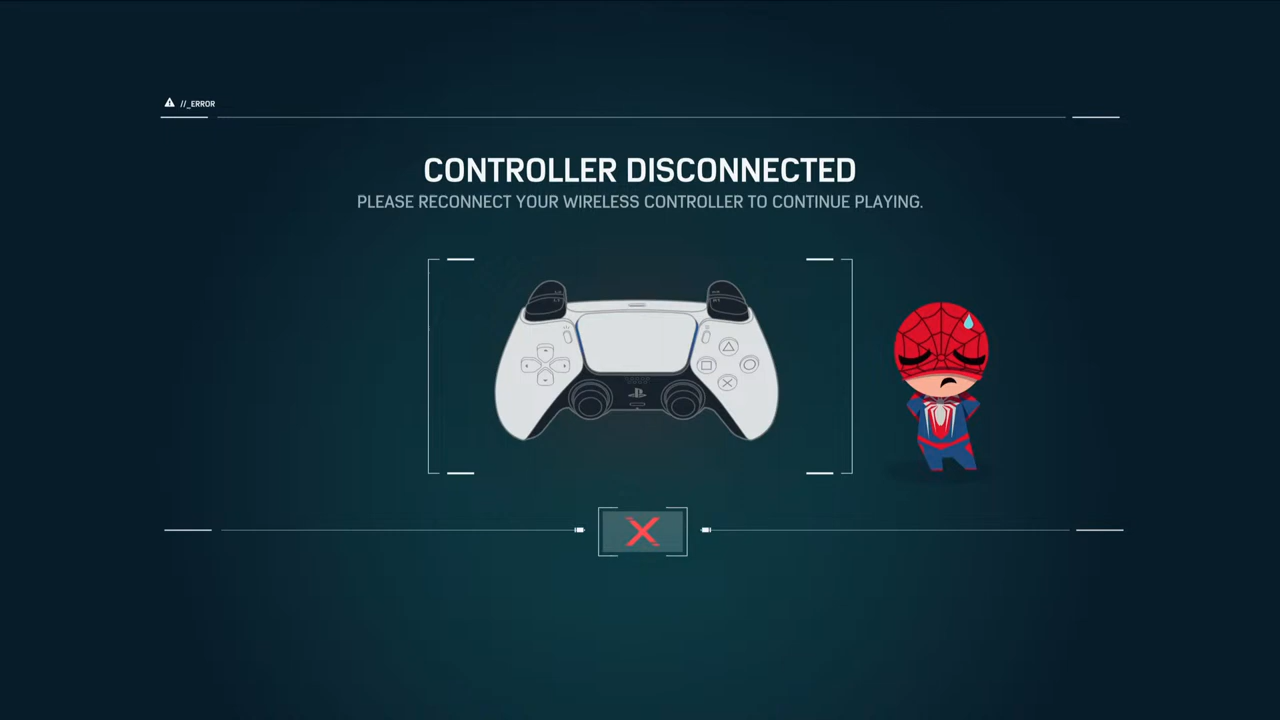 //_ERROR
CONTROLLER DISCONNECTED
PLEASE RECONNECT YOUR WIRELESS CONTROLLER TO CONTINUE PLAYING.